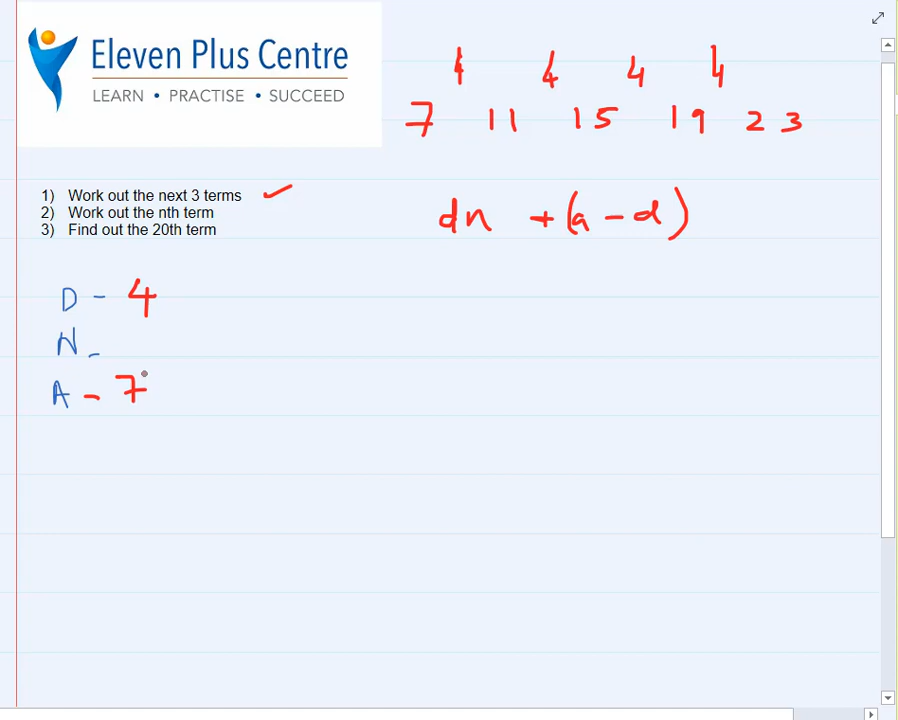 Eleven Plus Centre
LEARN • PRACTISE • SUCCEED
4 4 4 4
7 11 15 19 23
1) Work out the next 3 terms
2) Work out the nth term
3) Find out the 20th term
dn + (a - d)
D - 4
N -
A - 7